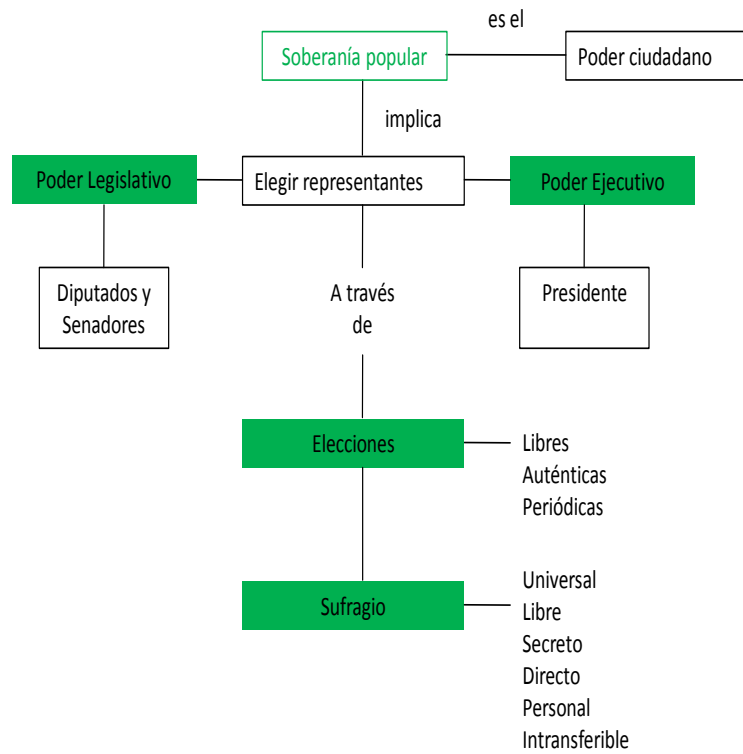 es el
Soberanía popular
Poder ciudadano
implica
Poder Legislativo
Elegir representantes
Poder Ejecutivo
Diputados y
Senadores
A través
de
Presidente
Elecciones
Libres
Auténticas
Periódicas
Sufragio
Universal
Libre
Secreto
Directo
Personal
Intransferible